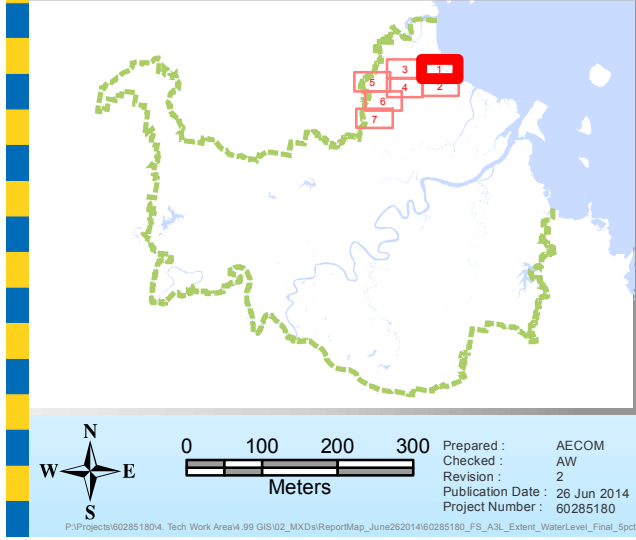 1
3
2
5
4
6
7
N
W E
S
0 100 200 300
Meters
Prepared : AECOM
Checked : AW
Revision : 2
Publication Date : 26 Jun 2014
Project Number : 60285180
P:\Projects\60285180\4. Tech Work Area\4.99 GIS\02_MXDs\ReportMap_June262014\60285180_FS_A3L_Extent_WaterLevel_Final_5pct